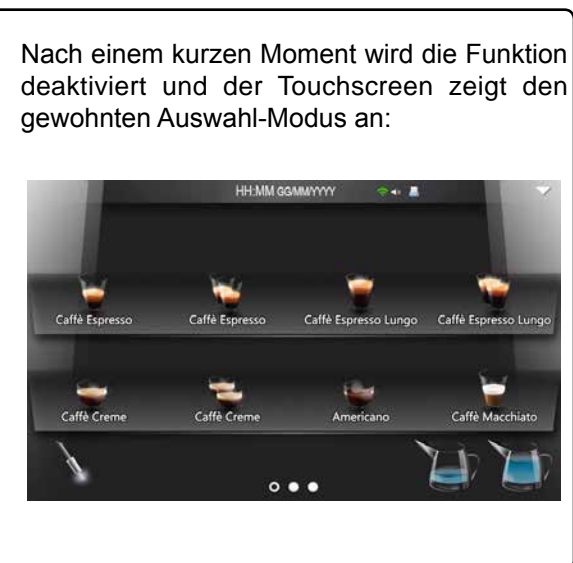 Nach einem kurzen Moment wird die Funktion
deaktiviert und der Touchscreen zeigt den
gewohnten Auswahl-Modus an:
HH:MM GG/MM/YYYY
Caffè Espresso Caffè Espresso Caffè Espresso Lungo Caffè Espresso Lungo
Caffè Creme Caffè Creme Americano Caffè Macchiato